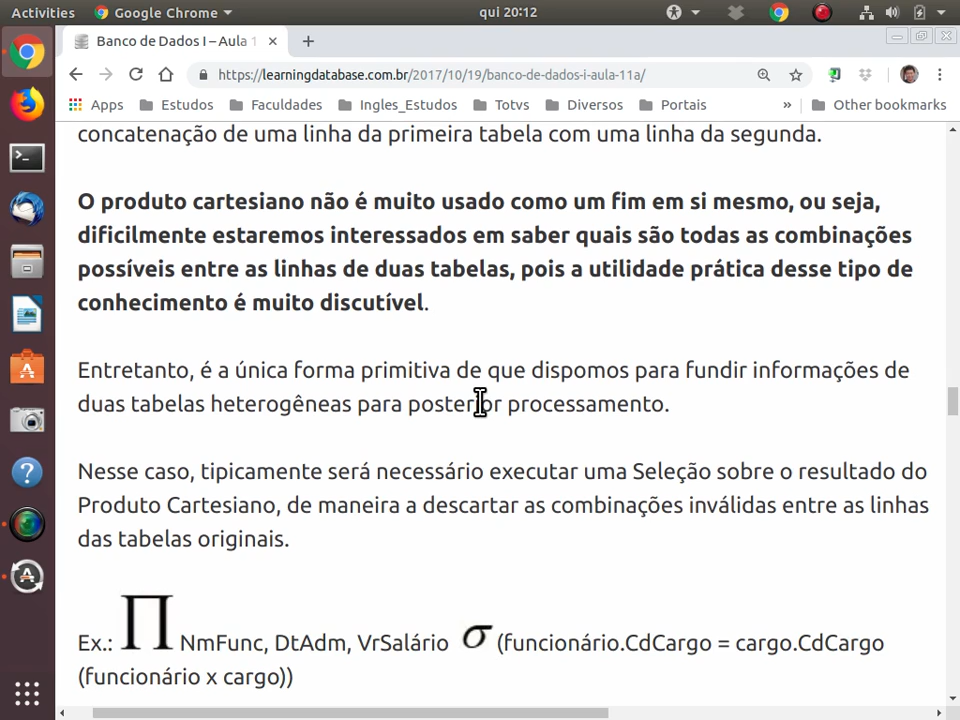 Activities Google Chrome qui 20:12
Banco de Dados I – Aula 1
https://learningdatabase.com.br/2017/10/19/banco-de-dados-i-aula-11a/
Apps Estudos Faculdades Ingles_Estudos Totvs Diversos Portais » Other bookmarks
concatenação de uma linha da primeira tabela com uma linha da segunda.
O produto cartesiano não é muito usado como um fim em si mesmo, ou seja,
dificilmente estaremos interessados em saber quais são todas as combinações
possíveis entre as linhas de duas tabelas, pois a utilidade prática desse tipo de
conhecimento é muito discutível.
Entretanto, é a única forma primitiva de que dispomos para fundir informações de
duas tabelas heterogêneas para posterior processamento.
Nesse caso, tipicamente será necessário executar uma Seleção sobre o resultado do
Produto Cartesiano, de maneira a descartar as combinações inválidas entre as linhas
das tabelas originais.
Ex.: ∏ NmFunc, DtAdm, VrSalário σ (funcionário.CdCargo = cargo.CdCargo
(funcionário x cargo))